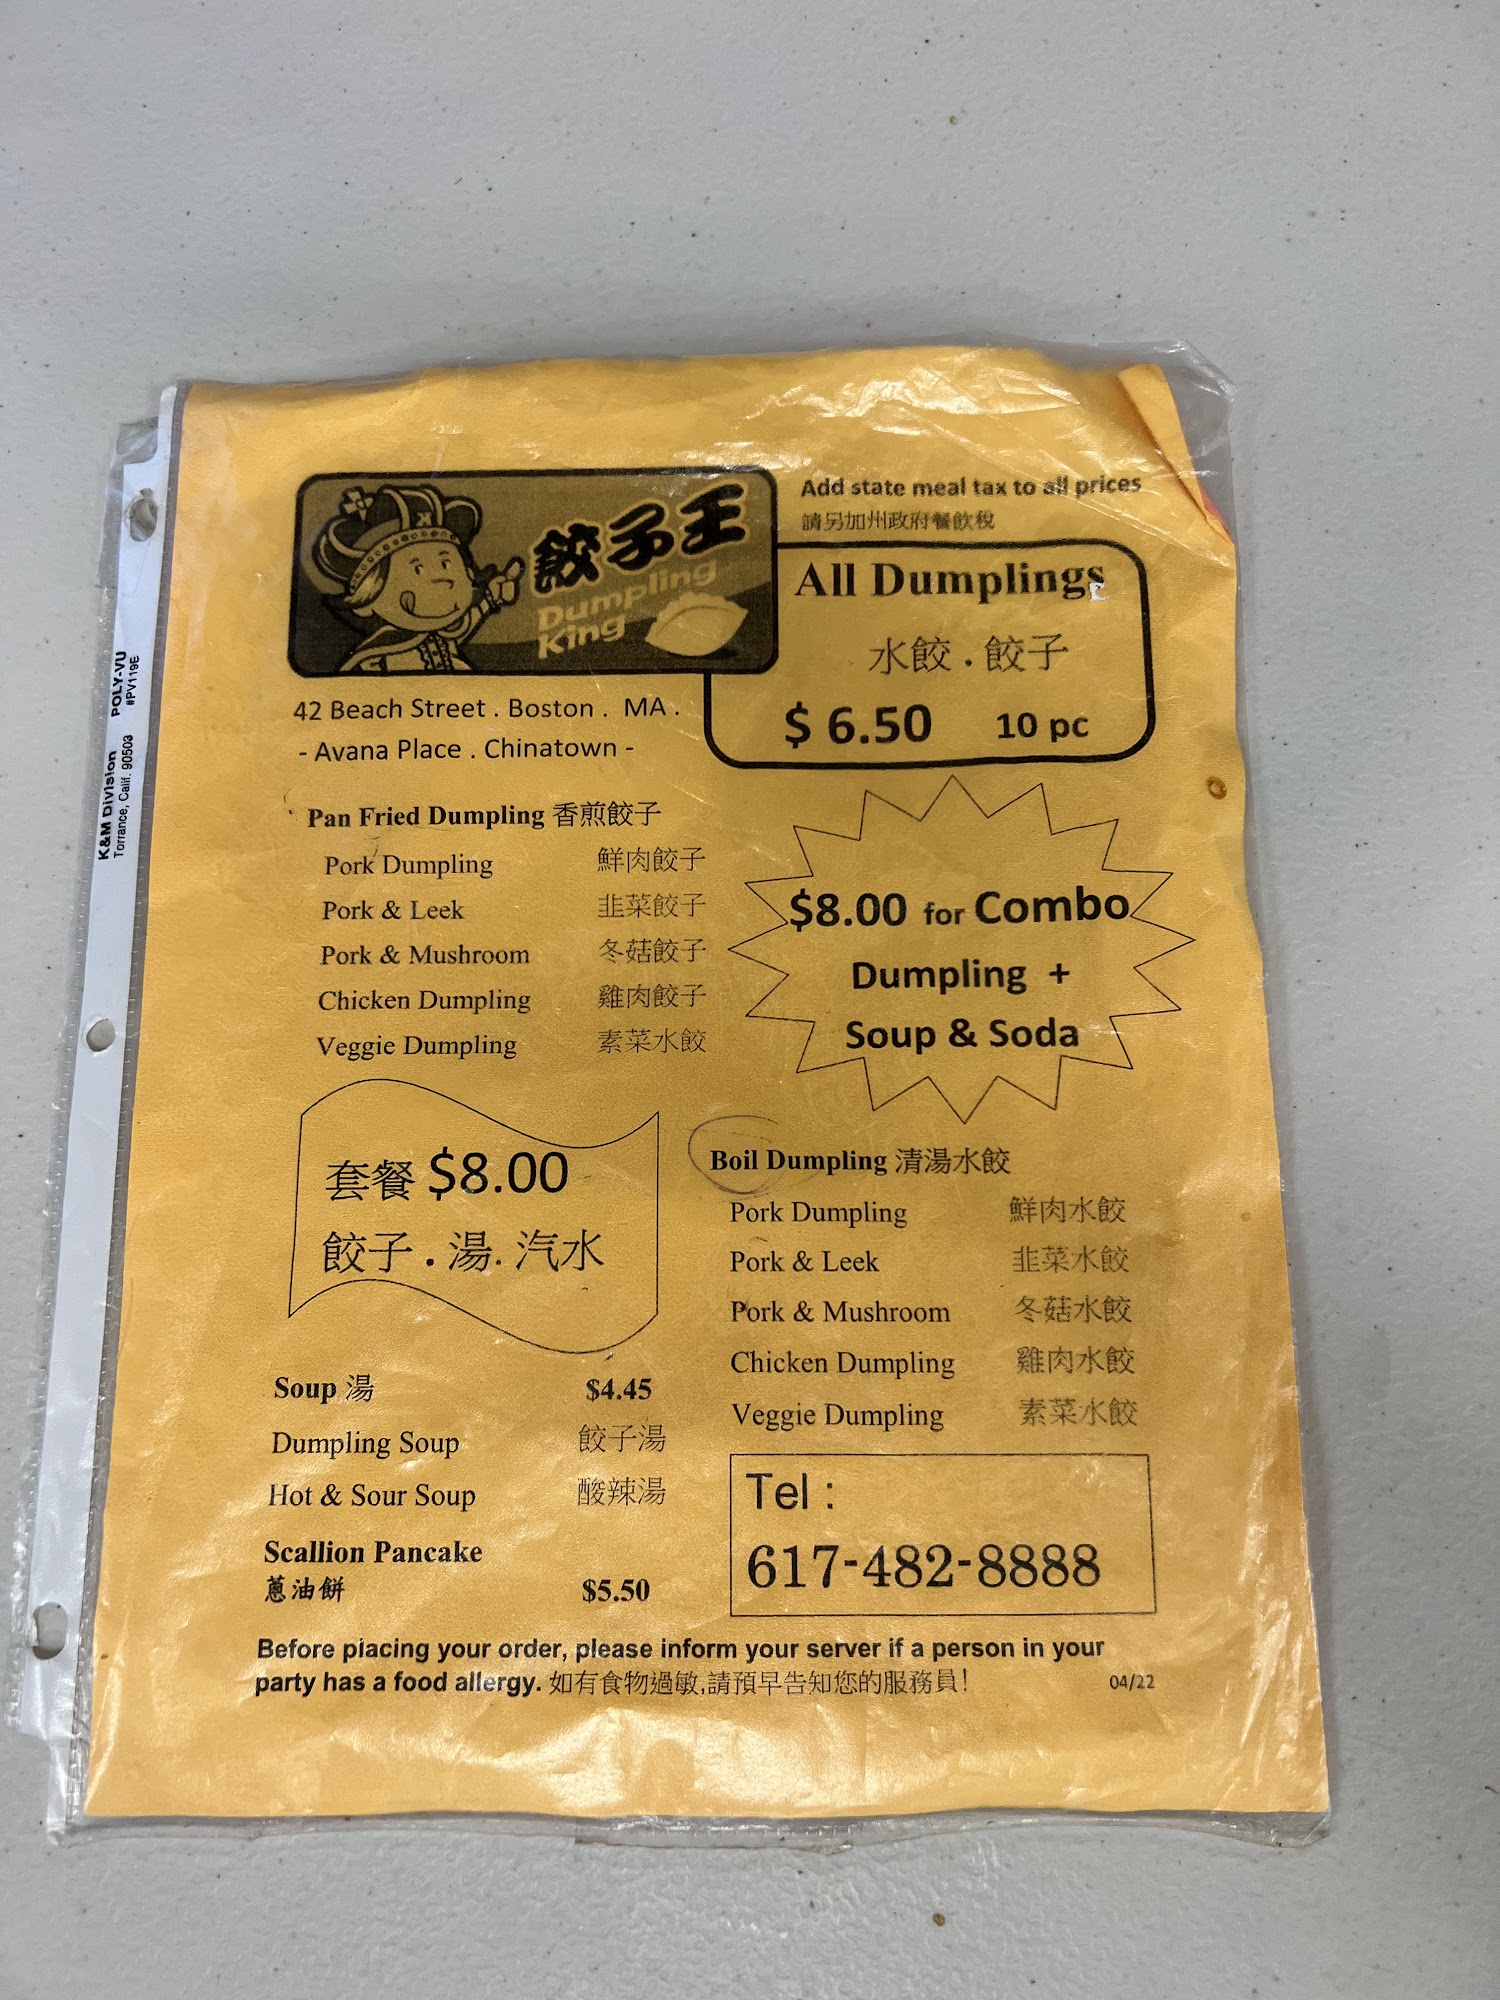 Add state meal tax to all prices
請另加州政府餐飲稅
餃子王
Dumpling
King
All Dumplings
水餃 . 餃子
$ 6.50 10 pc
42 Beach Street . Boston . MA .
- Avana Place . Chinatown -
Pan Fried Dumpling 香煎餃子
Pork Dumpling 鮮肉餃子
Pork & Leek 韭菜餃子
Pork & Mushroom 冬菇餃子
Chicken Dumpling 雞肉餃子
Veggie Dumpling 素菜水餃
$8.00 for Combo
Dumpling +
Soup & Soda
套餐 $8.00
餃子 . 湯. 汽水
Boil Dumpling 清湯水餃
Pork Dumpling 鮮肉水餃
Pork & Leek 韭菜水餃
Pork & Mushroom 冬菇水餃
Chicken Dumpling 雞肉水餃
Veggie Dumpling 素菜水餃
Soup 湯 $4.45
Dumpling Soup 餃子湯
Hot & Sour Soup 酸辣湯
Scallion Pancake
蔥油餅 $5.50
Tel :
617-482-8888
Before placing your order, please inform your server if a person in your
party has a food allergy. 如有食物過敏,請預早告知您的服務員!
04/22
K&M Division POLY-VU
Torrance, Calif. 90503 #PV119E